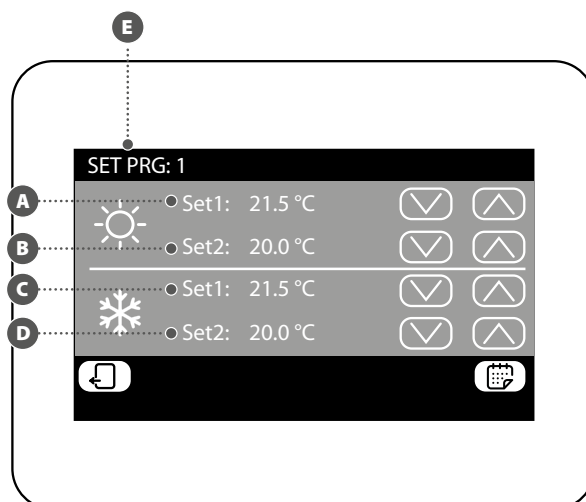 E
SET PRG: 1
A Set1: 21.5 °C
B Set2: 20.0 °C
C Set1: 21.5 °C
D Set2: 20.0 °C